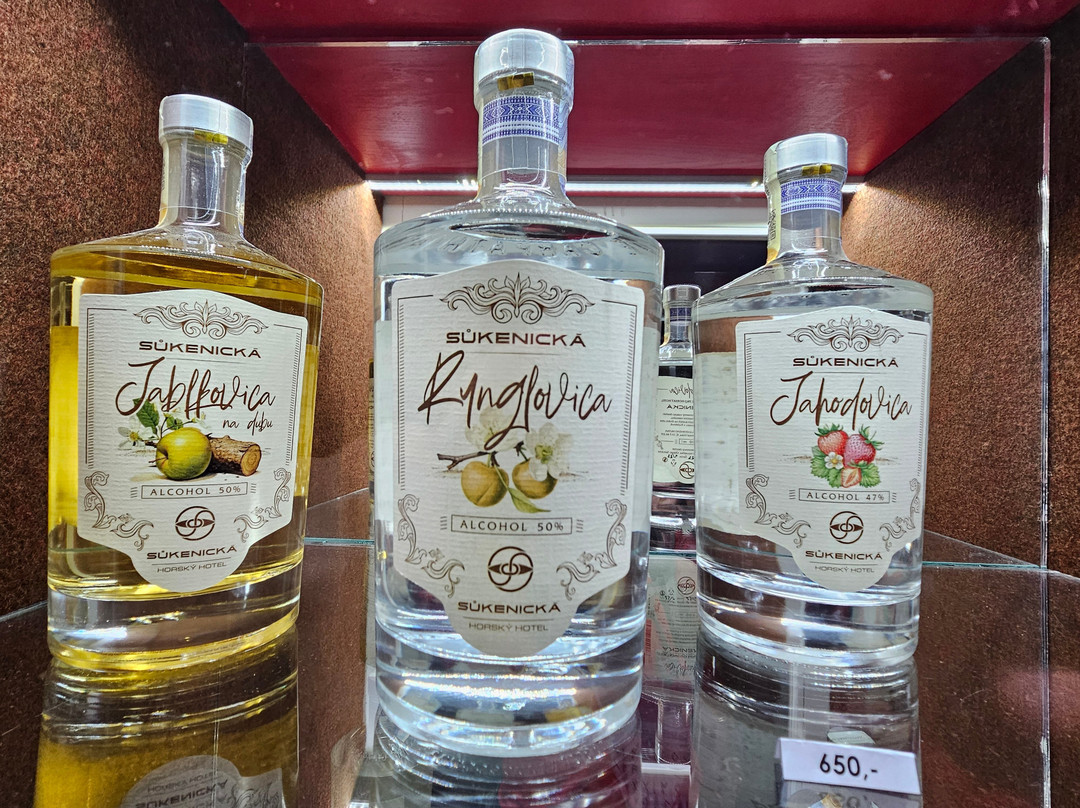 SŮKENICKÁ
Jablkovica
na dubu
ALCOHOL 50%
SŮKENICKÁ
HORSKÝ HOTEL
SŮKENICKÁ
Rynglovica
ALCOHOL 50%
SŮKENICKÁ
HORSKÝ HOTEL
SŮKENICKÁ
Jahodovica
ALCOHOL 47%
SŮKENICKÁ
HORSKÝ HOTEL
650,-